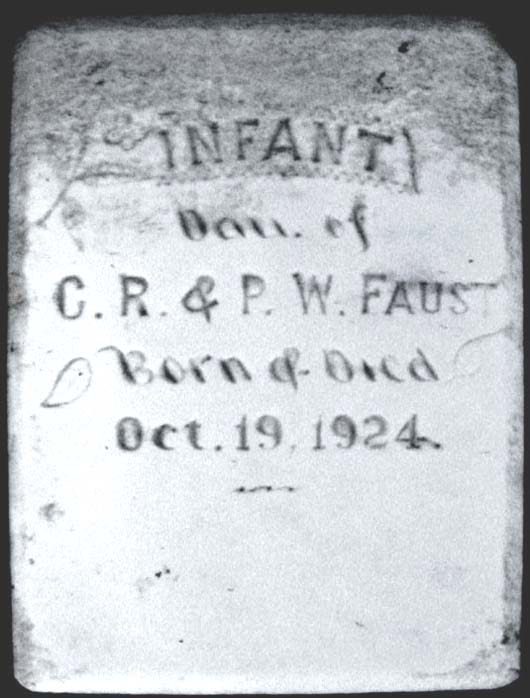 INFANT
Dau. of
C. R. & P. W. FAUST
Born & Died
Oct. 19, 1924.